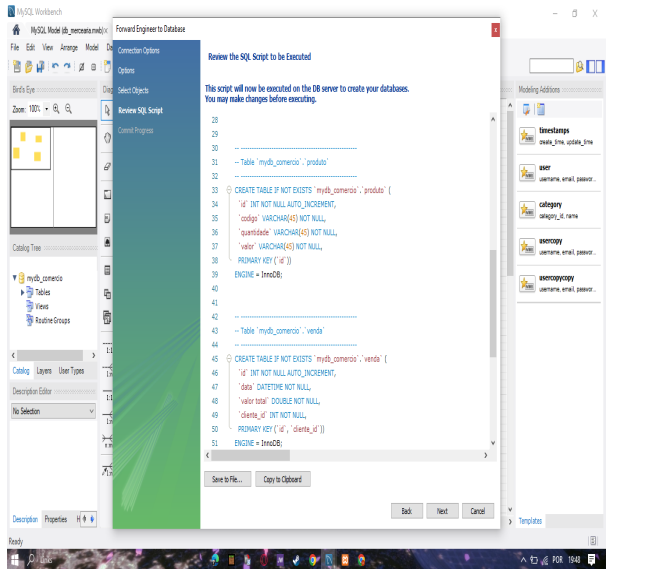 MySQL Workbench
MySQL Model (db_mercearia.mwb) ×
File Edit View Arrange Model
Bird's Eye
Zoom: 100%
Catalog Tree
mydb_comercio
Tables
Views
Routine Groups
Catalog Layers User Types
Description Editor
No Selection
Description Properties H
Ready
Forward Engineer to Database
Connection Options
Options
Select Objects
Review SQL Script
Commit Progress
Review the SQL Script to be Executed
This script will now be executed on the DB server to create your databases.
You may make changes before executing.
28
29
30 -- -----------------------------------------------------
31 -- Table `mydb_comercio`.`produto`
32 -- -----------------------------------------------------
33 CREATE TABLE IF NOT EXISTS `mydb_comercio`.`produto` (
34 `id` INT NOT NULL AUTO_INCREMENT,
35 `codigo` VARCHAR(45) NOT NULL,
36 `quantidade` VARCHAR(45) NOT NULL,
37 `valor` VARCHAR(45) NOT NULL,
38 PRIMARY KEY (`id`))
39 ENGINE = InnoDB;
40
41
42 -- -----------------------------------------------------
43 -- Table `mydb_comercio`.`venda`
44 -- -----------------------------------------------------
45 CREATE TABLE IF NOT EXISTS `mydb_comercio`.`venda` (
46 `id` INT NOT NULL AUTO_INCREMENT,
47 `data` DATETIME NOT NULL,
48 `valor total` DOUBLE NOT NULL,
49 `cliente_id` INT NOT NULL,
50 PRIMARY KEY (`id`, `cliente_id`))
51 ENGINE = InnoDB;
Save to File... Copy to Clipboard
Back Next Cancel
Modeling Additions
timestamps
create_time, update_time
user
username, email, passwor...
category
category_id, name
usercopy
username, email, passwor...
usercopycopy
username, email, passwor...
Templates
Links
POR 19:48